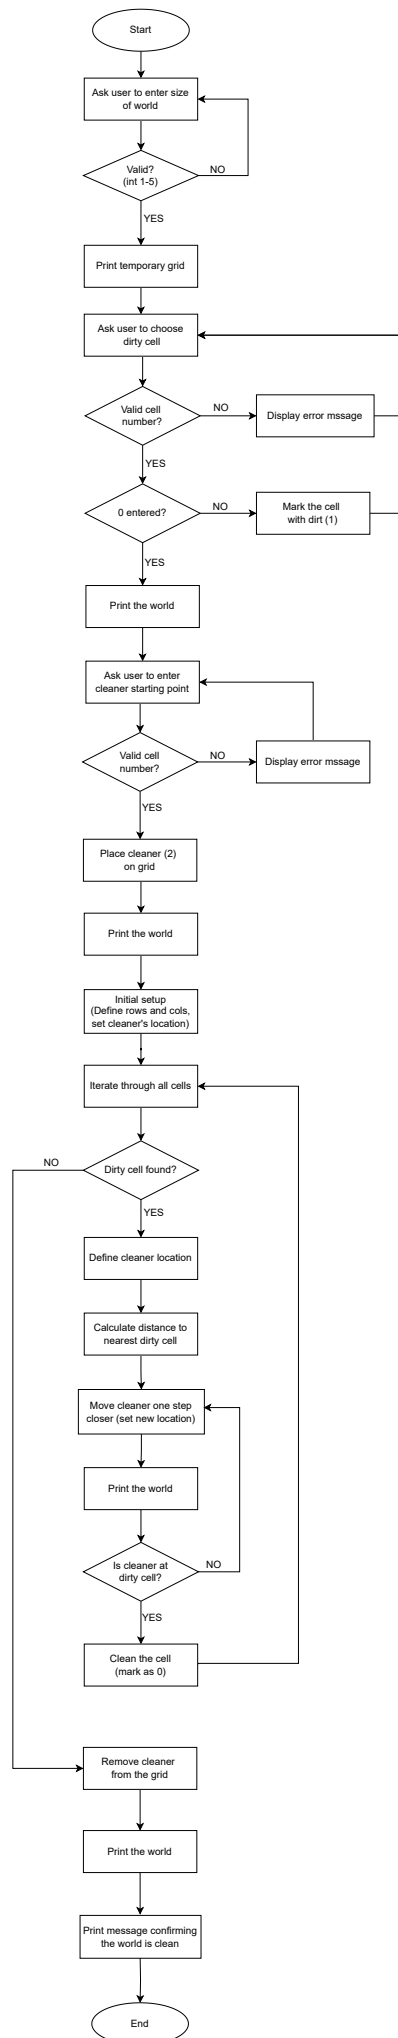 Start
Ask user to enter size
of world
Valid?
(int 1-5)
NO
YES
Print temporary grid
Ask user to choose
dirty cell
Valid cell
number?
NO
Display error mssage
YES
0 entered?
NO
Mark the cell
with dirt (1)
YES
Print the world
Ask user to enter
cleaner starting point
Valid cell
number?
NO
Display error mssage
YES
Place cleaner (2)
on grid
Print the world
Initial setup
(Define rows and cols,
set cleaner's location)
Iterate through all cells
NO
Dirty cell found?
YES
Define cleaner location
Calculate distance to
nearest dirty cell
Move cleaner one step
closer (set new location)
Print the world
Is cleaner at
dirty cell?
NO
YES
Clean the cell
(mark as 0)
Remove cleaner
from the grid
Print the world
Print message confirming
the world is clean
End